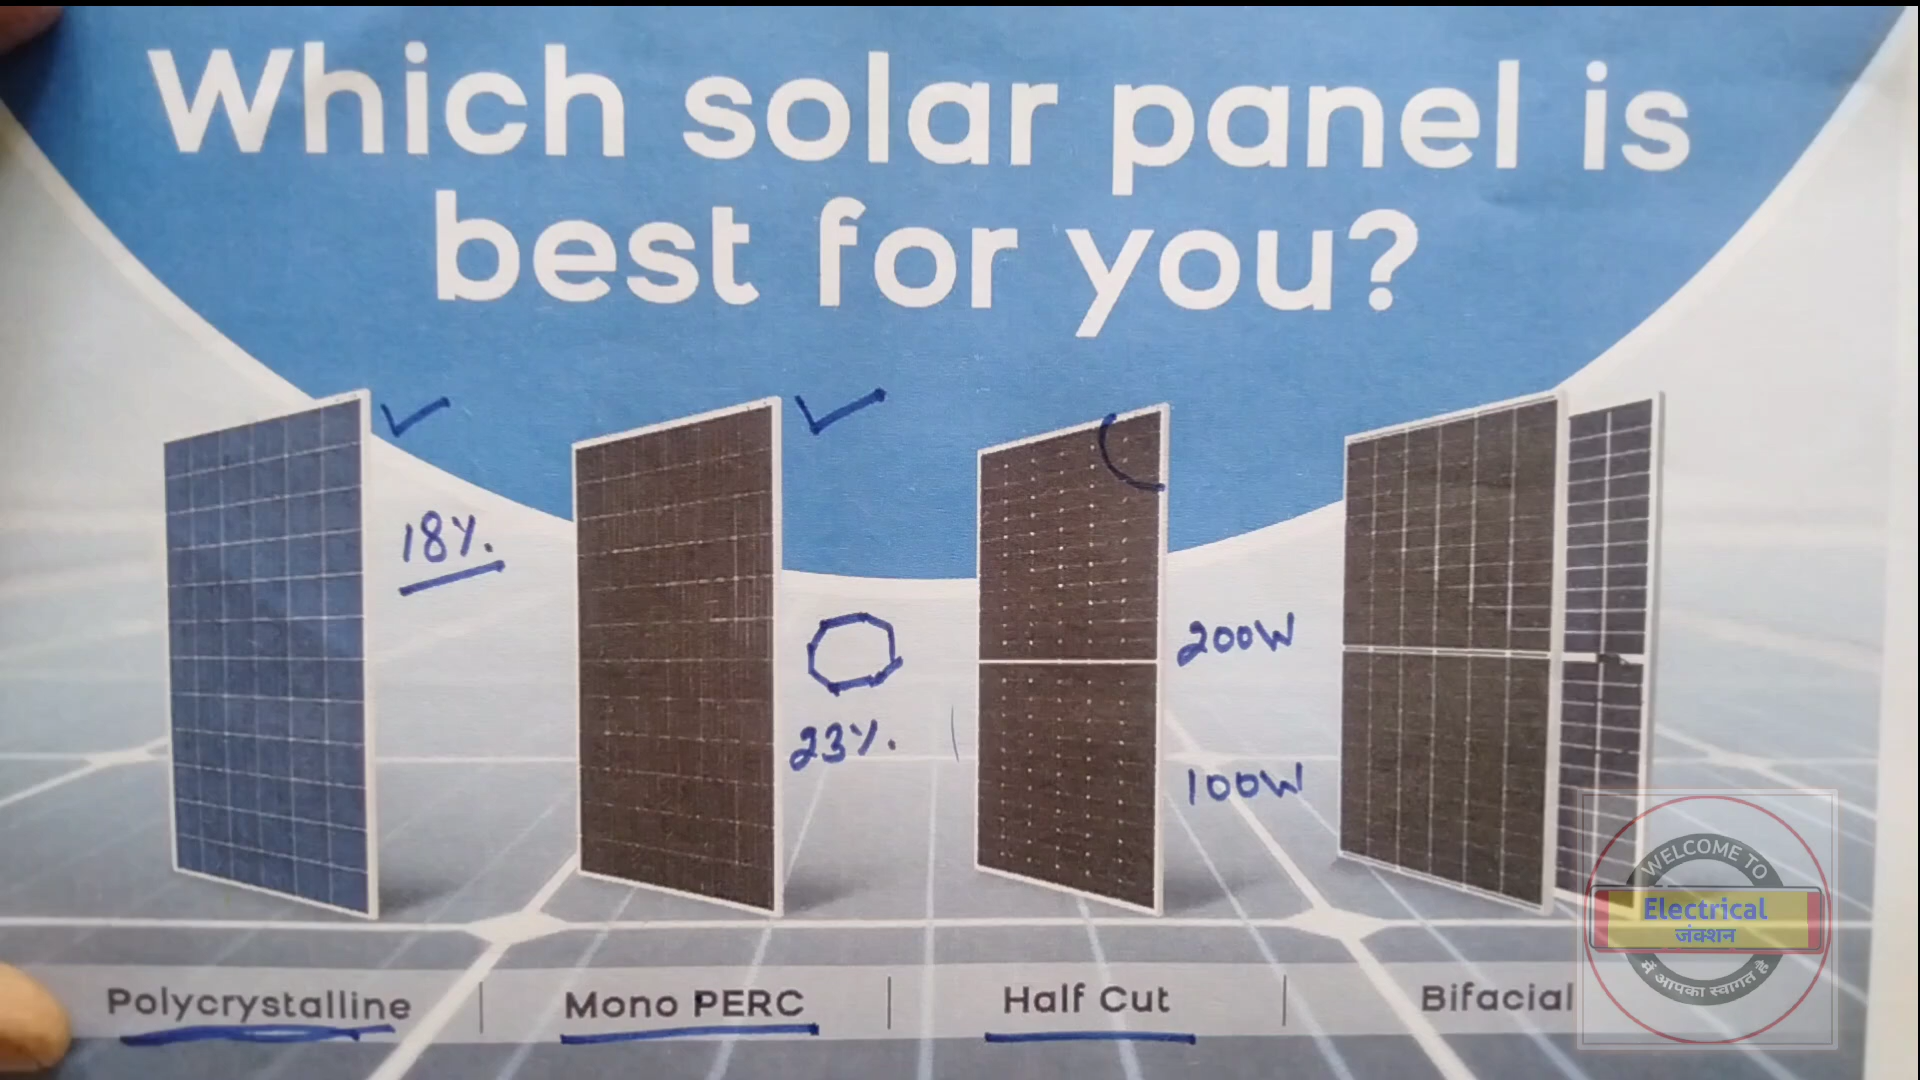 Which solar panel is
best for you?
18%.
23%.
200W
100W
Polycrystalline | Mono PERC | Half Cut | Bifacial
WELCOME TO
Electrical
जंक्शन
में आपका स्वागत है